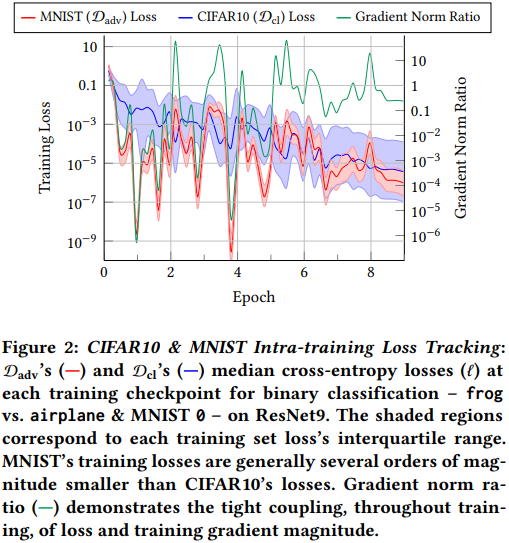 MNIST (𝒟adv) Loss CIFAR10 (𝒟cl) Loss Gradient Norm Ratio
10
0.1
10−3
10−5
10−7
10−9
Training Loss
10
1
0.1
10−2
10−3
10−4
10−5
10−6
Gradient Norm Ratio
0 2 4 6 8
Epoch
Figure 2: CIFAR10 & MNIST Intra-training Loss Tracking:
𝒟adv's (—) and 𝒟cl's (—) median cross-entropy losses (ℓ) at
each training checkpoint for binary classification – frog
vs. airplane & MNIST 0 – on ResNet9. The shaded regions
correspond to each training set loss's interquartile range.
MNIST's training losses are generally several orders of mag-
nitude smaller than CIFAR10's losses. Gradient norm ra-
tio (—) demonstrates the tight coupling, throughout train-
ing, of loss and training gradient magnitude.